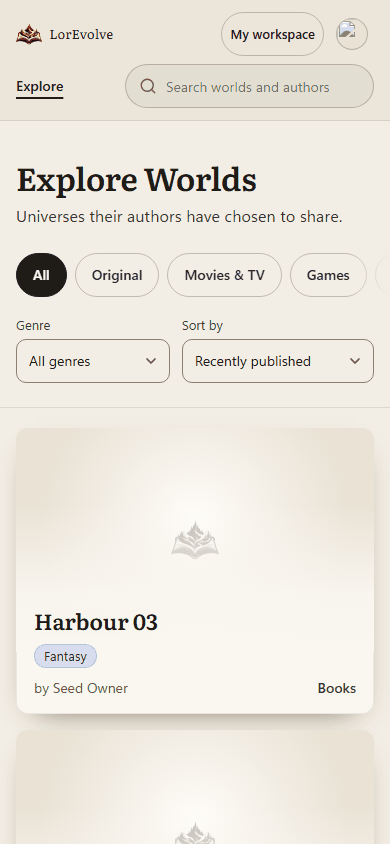 LorEvolve
My workspace
Explore
Search worlds and authors
Explore Worlds
Universes their authors have chosen to share.
All
Original
Movies & TV
Games
Genre
Sort by
All genres
Recently published
Harbour 03
Fantasy
by Seed Owner
Books